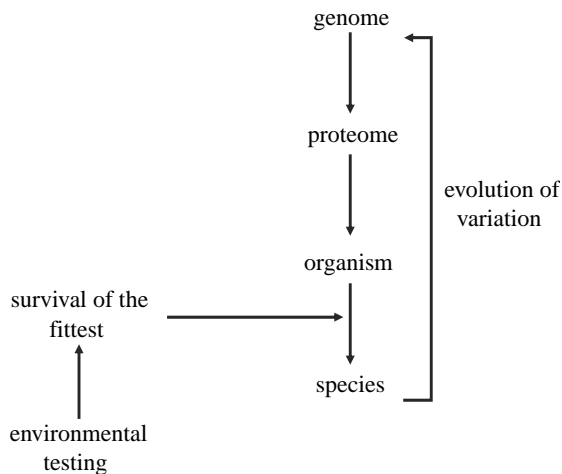 genome
proteome
evolution of
variation
organism
survival of the
fittest
species
environmental
testing